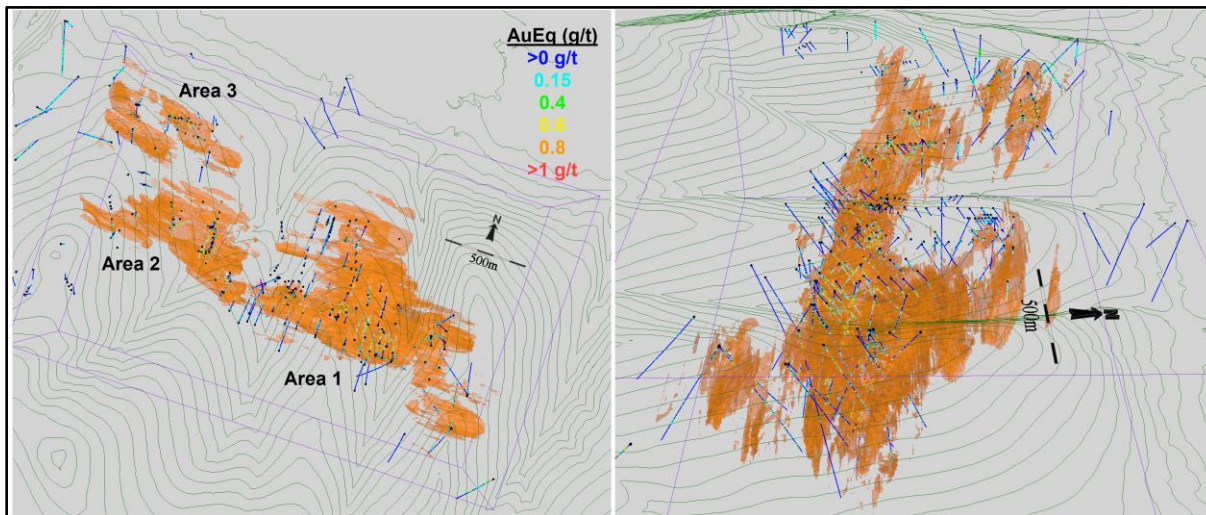 AuEq (g/t)
>0 g/t
0.15
0.4
0.6
0.8
>1 g/t
Area 3
N
500m
Area 2
Area 1
500m
N